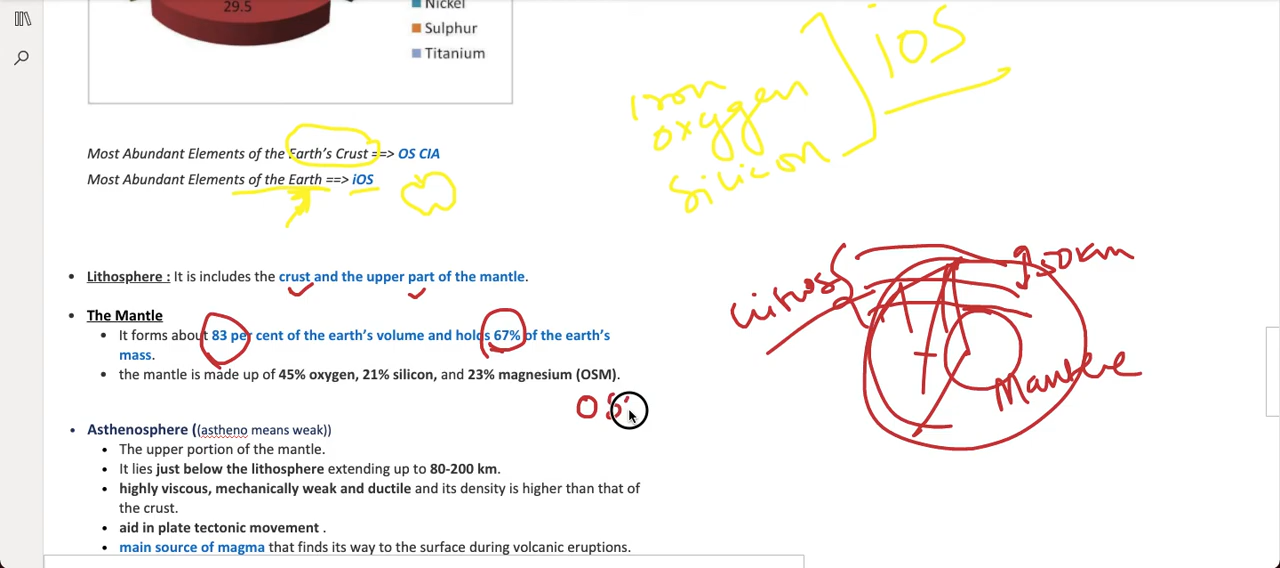 29.5
Nickel
Sulphur
Titanium
iOS
Iron
oxygen
silicon
Most Abundant Elements of the Earth's Crust ==> OS CIA
Most Abundant Elements of the Earth ==> iOS
• Lithosphere : It is includes the crust and the upper part of the mantle.
50km
• The Mantle
• It forms about 83 per cent of the earth's volume and holds 67% of the earth's
mass.
• the mantle is made up of 45% oxygen, 21% silicon, and 23% magnesium (OSM).
Mantle
OS
• Asthenosphere ((astheno means weak))
• The upper portion of the mantle.
• It lies just below the lithosphere extending up to 80-200 km.
• highly viscous, mechanically weak and ductile and its density is higher than that of
the crust.
• aid in plate tectonic movement .
• main source of magma that finds its way to the surface during volcanic eruptions.